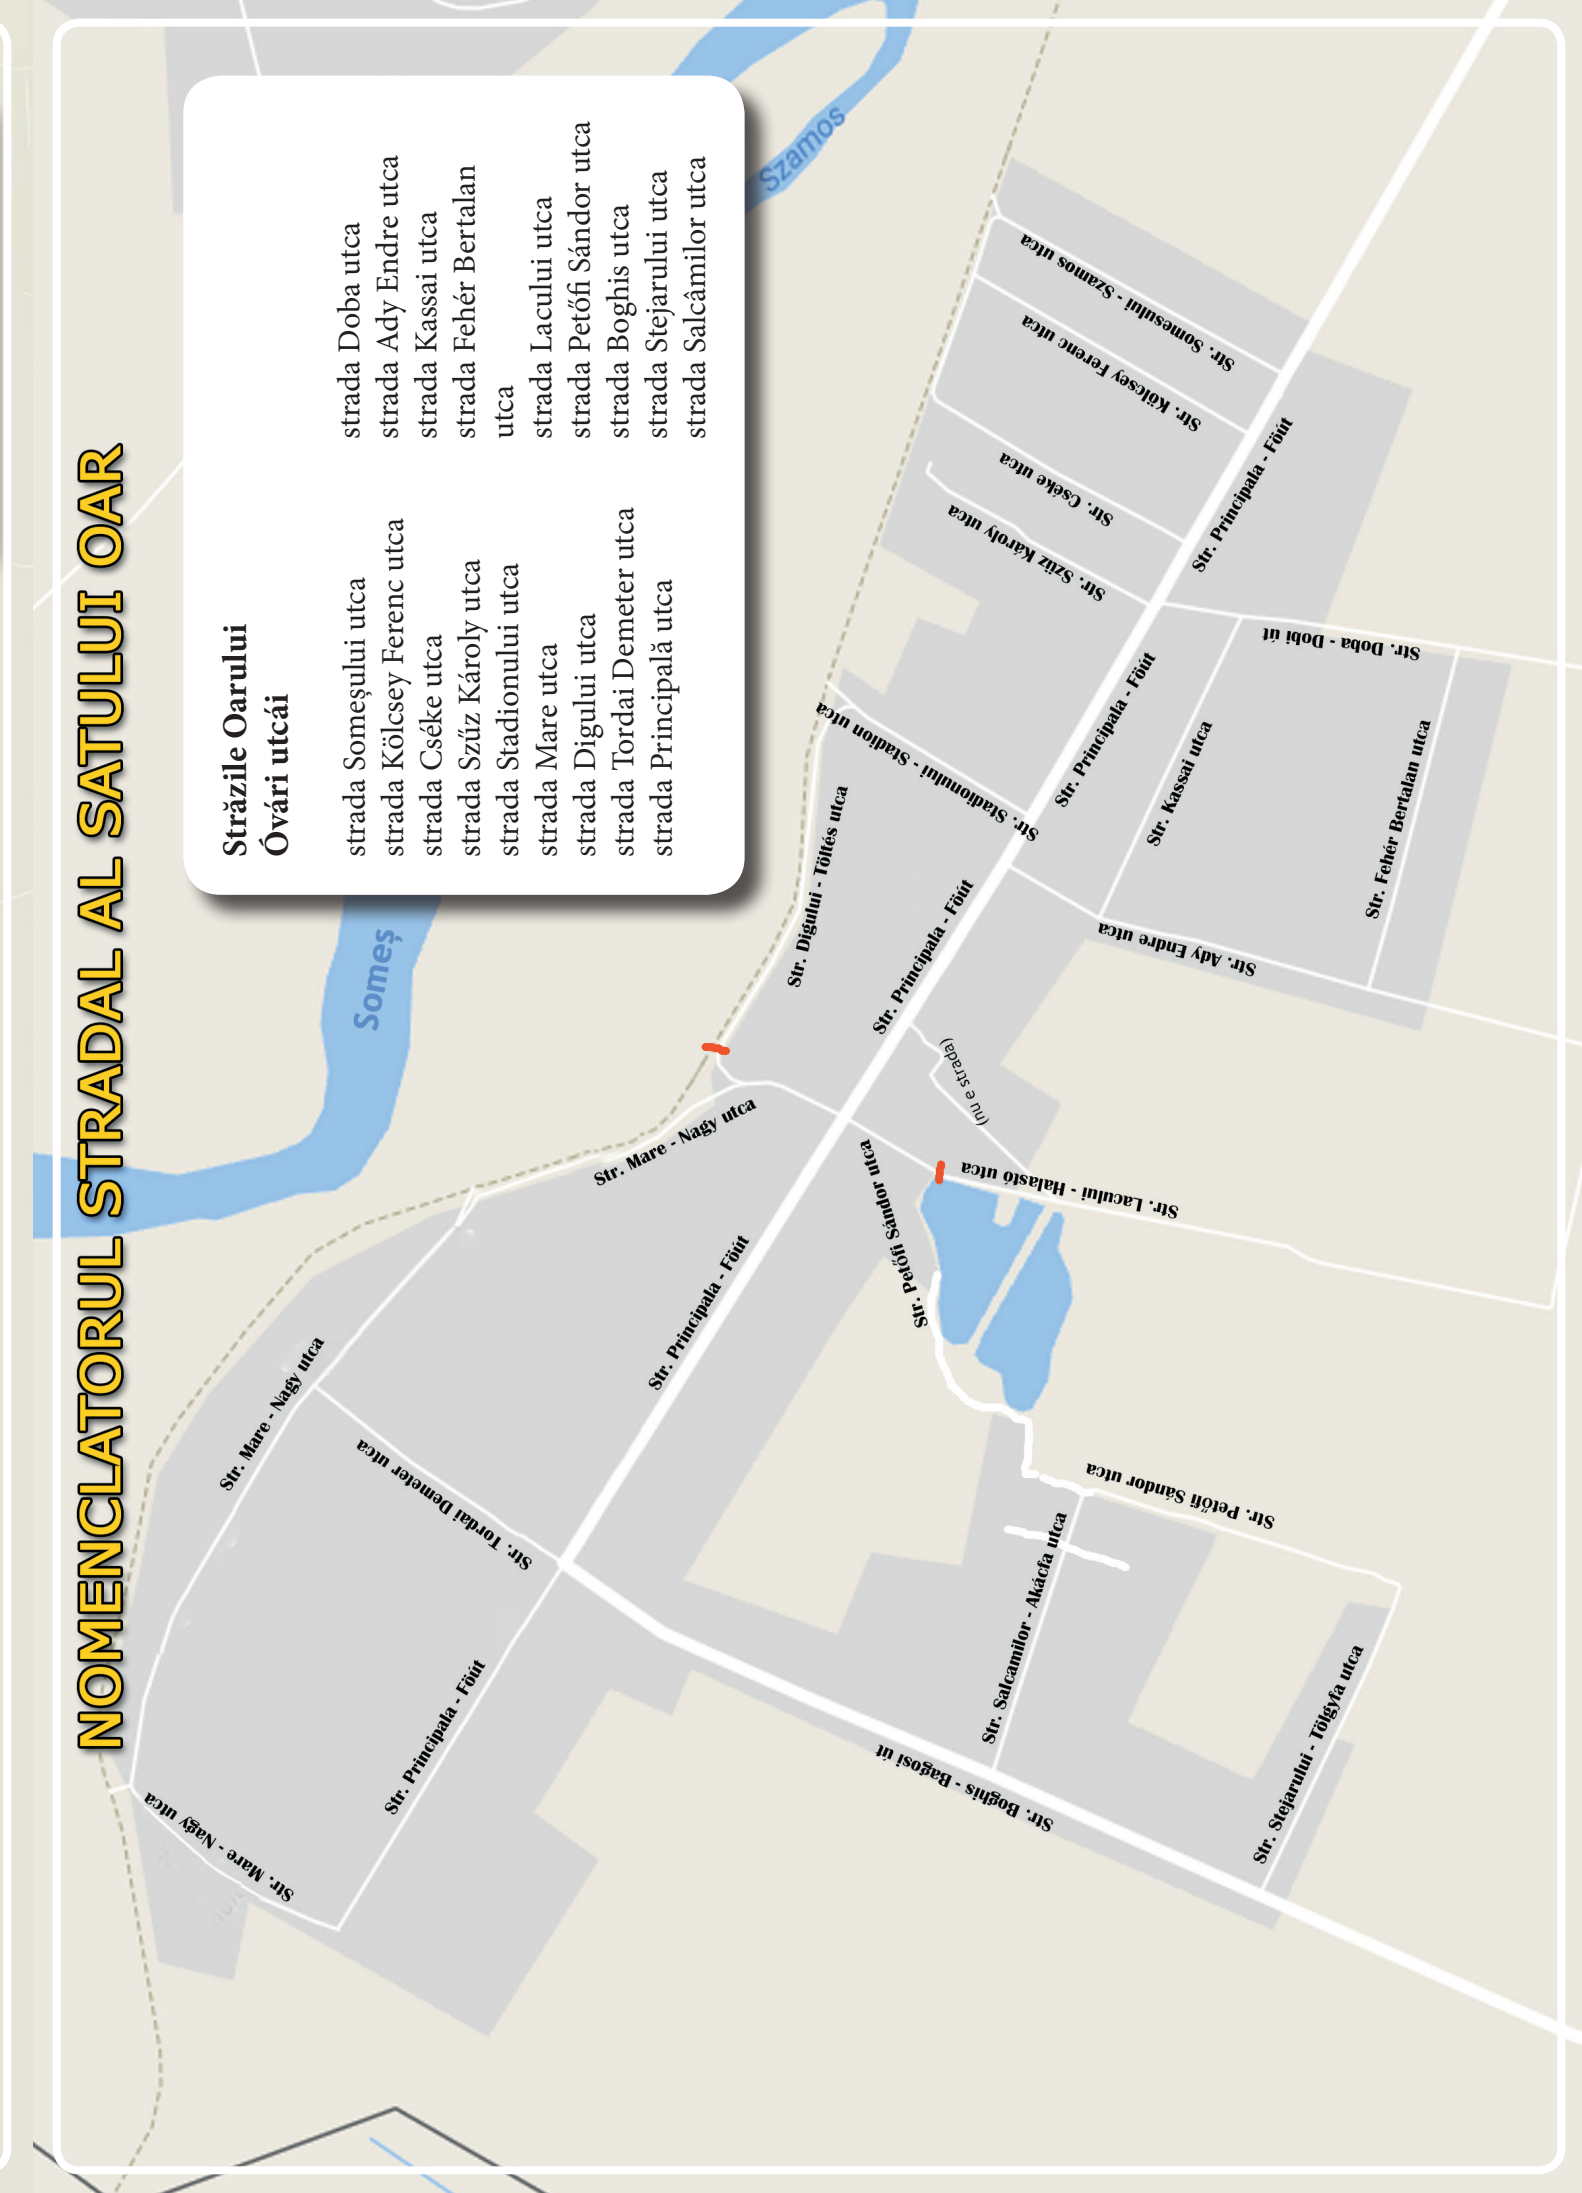 NOMENCLATORUL STRADAL AL SATULUI OAR
Străzile Oarului
Óvári utcái
strada Someșului utca
strada Kölcsey Ferenc utca
strada Cséke utca
strada Szűz Károly utca
strada Stadionului utca
strada Mare utca
strada Digului utca
strada Tordai Demeter utca
strada Principală utca
strada Doba utca
strada Ady Endre utca
strada Kassai utca
strada Fehér Bertalan
utca
strada Lacului utca
strada Petőfi Sándor utca
strada Boghis utca
strada Stejarului utca
strada Salcâmilor utca
Someș
Szamos
Str. Mare - Nagy utca
Str. Mare - Nagy utca
Str. Mare - Nagy utca
Str. Tordai Demeter utca
Str. Principala - Föút
Str. Principala - Föút
Str. Principala - Föút
Str. Principala - Föút
Str. Principala - Föút
Str. Digului - Töltés utca
Str. Stadionului - Stadion utca
Str. Szűz Károly utca
Str. Cséke utca
Str. Kölcsey Ferenc utca
Str. Somesului - Szamos utca
Str. Doba - Dobi út
Str. Kassai utca
Str. Fehér Bertalan utca
Str. Ady Endre utca
(nu e strada)
Str. Lacului - Halastó utca
Str. Petőfi Sándor utca
Str. Petőfi Sándor utca
Str. Salcamilor - Akácfa utca
Str. Boghis - Bagosi út
Str. Stejarului - Tölgyfa utca